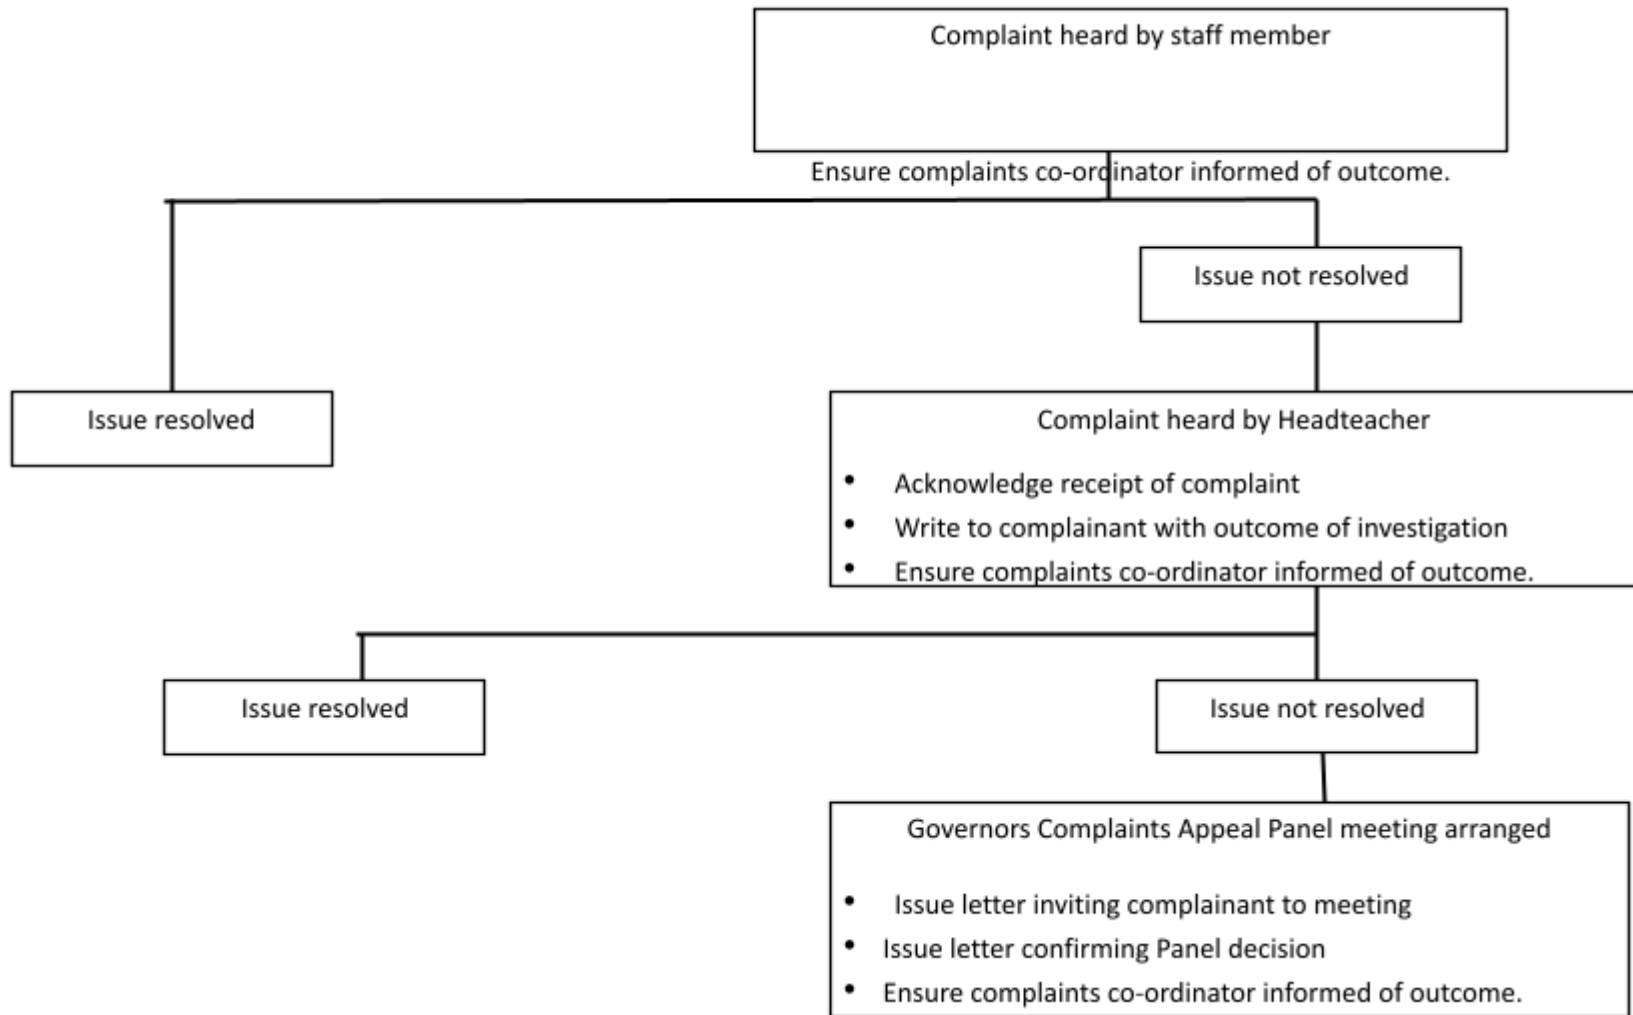 Complaint heard by staff member
Ensure complaints co-ordinator informed of outcome.
Issue not resolved
Issue resolved
Complaint heard by Headteacher
• Acknowledge receipt of complaint
• Write to complainant with outcome of investigation
• Ensure complaints co-ordinator informed of outcome.
Issue resolved
Issue not resolved
Governors Complaints Appeal Panel meeting arranged
• Issue letter inviting complainant to meeting
• Issue letter confirming Panel decision
• Ensure complaints co-ordinator informed of outcome.